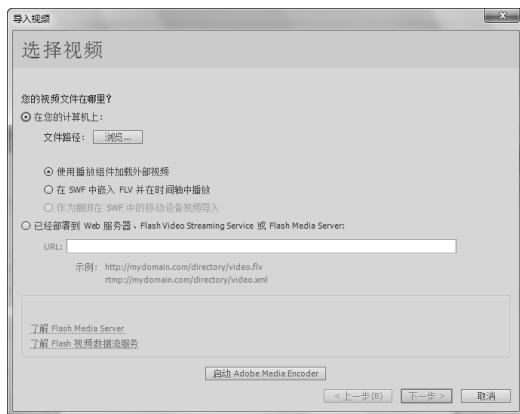 导入视频
选择视频
您的视频文件在哪里?
在您的计算机上:
文件路径: 浏览...
使用播放组件加载外部视频
在 SWF 中嵌入 FLV 并在时间轴中播放
作为捆绑在 SWF 中的移动设备视频导入
已经部署到 Web 服务器、Flash Video Streaming Service 或 Flash Media Server:
URL:
示例: http://mydomain.com/directory/video.flv
rtmp://mydomain.com/directory/video.xml
了解 Flash Media Server
了解 Flash 视频数据流服务
启动 Adobe Media Encoder
< 上一步(B) 下一步 > 取消